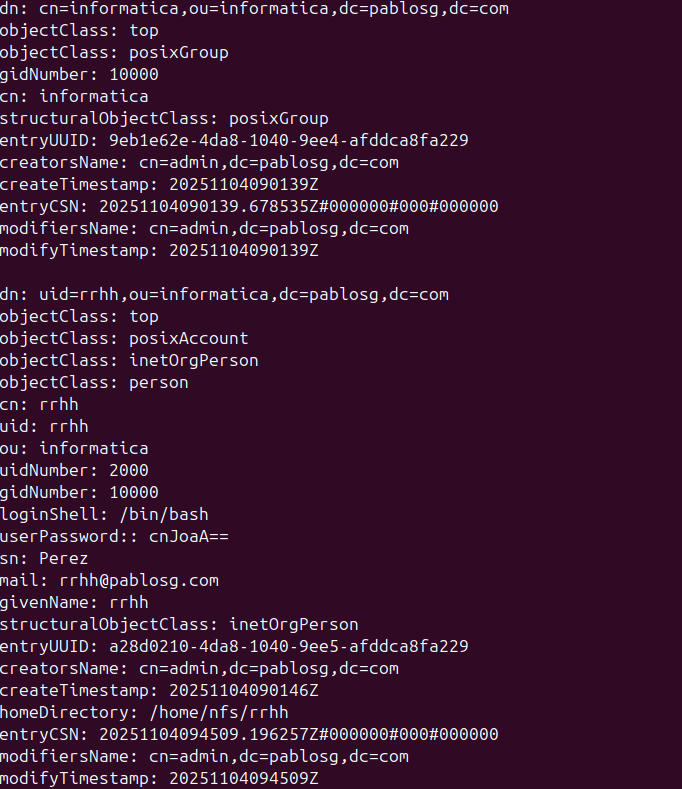 dn: cn=informatica,ou=informatica,dc=pablosg,dc=com
objectClass: top
objectClass: posixGroup
gidNumber: 10000
cn: informatica
structuralObjectClass: posixGroup
entryUUID: 9eb1e62e-4da8-1040-9ee4-afddca8fa229
creatorsName: cn=admin,dc=pablosg,dc=com
createTimestamp: 20251104090139Z
entryCSN: 20251104090139.678535Z#000000#000#000000
modifiersName: cn=admin,dc=pablosg,dc=com
modifyTimestamp: 20251104090139Z

dn: uid=rrhh,ou=informatica,dc=pablosg,dc=com
objectClass: top
objectClass: posixAccount
objectClass: inetOrgPerson
objectClass: person
cn: rrhh
uid: rrhh
ou: informatica
uidNumber: 2000
gidNumber: 10000
loginShell: /bin/bash
userPassword:: cnJoaA==
sn: Perez
mail: rrhh@pablosg.com
givenName: rrhh
structuralObjectClass: inetOrgPerson
entryUUID: a28d0210-4da8-1040-9ee5-afddca8fa229
creatorsName: cn=admin,dc=pablosg,dc=com
createTimestamp: 20251104090146Z
homeDirectory: /home/nfs/rrhh
entryCSN: 20251104094509.196257Z#000000#000#000000
modifiersName: cn=admin,dc=pablosg,dc=com
modifyTimestamp: 20251104094509Z